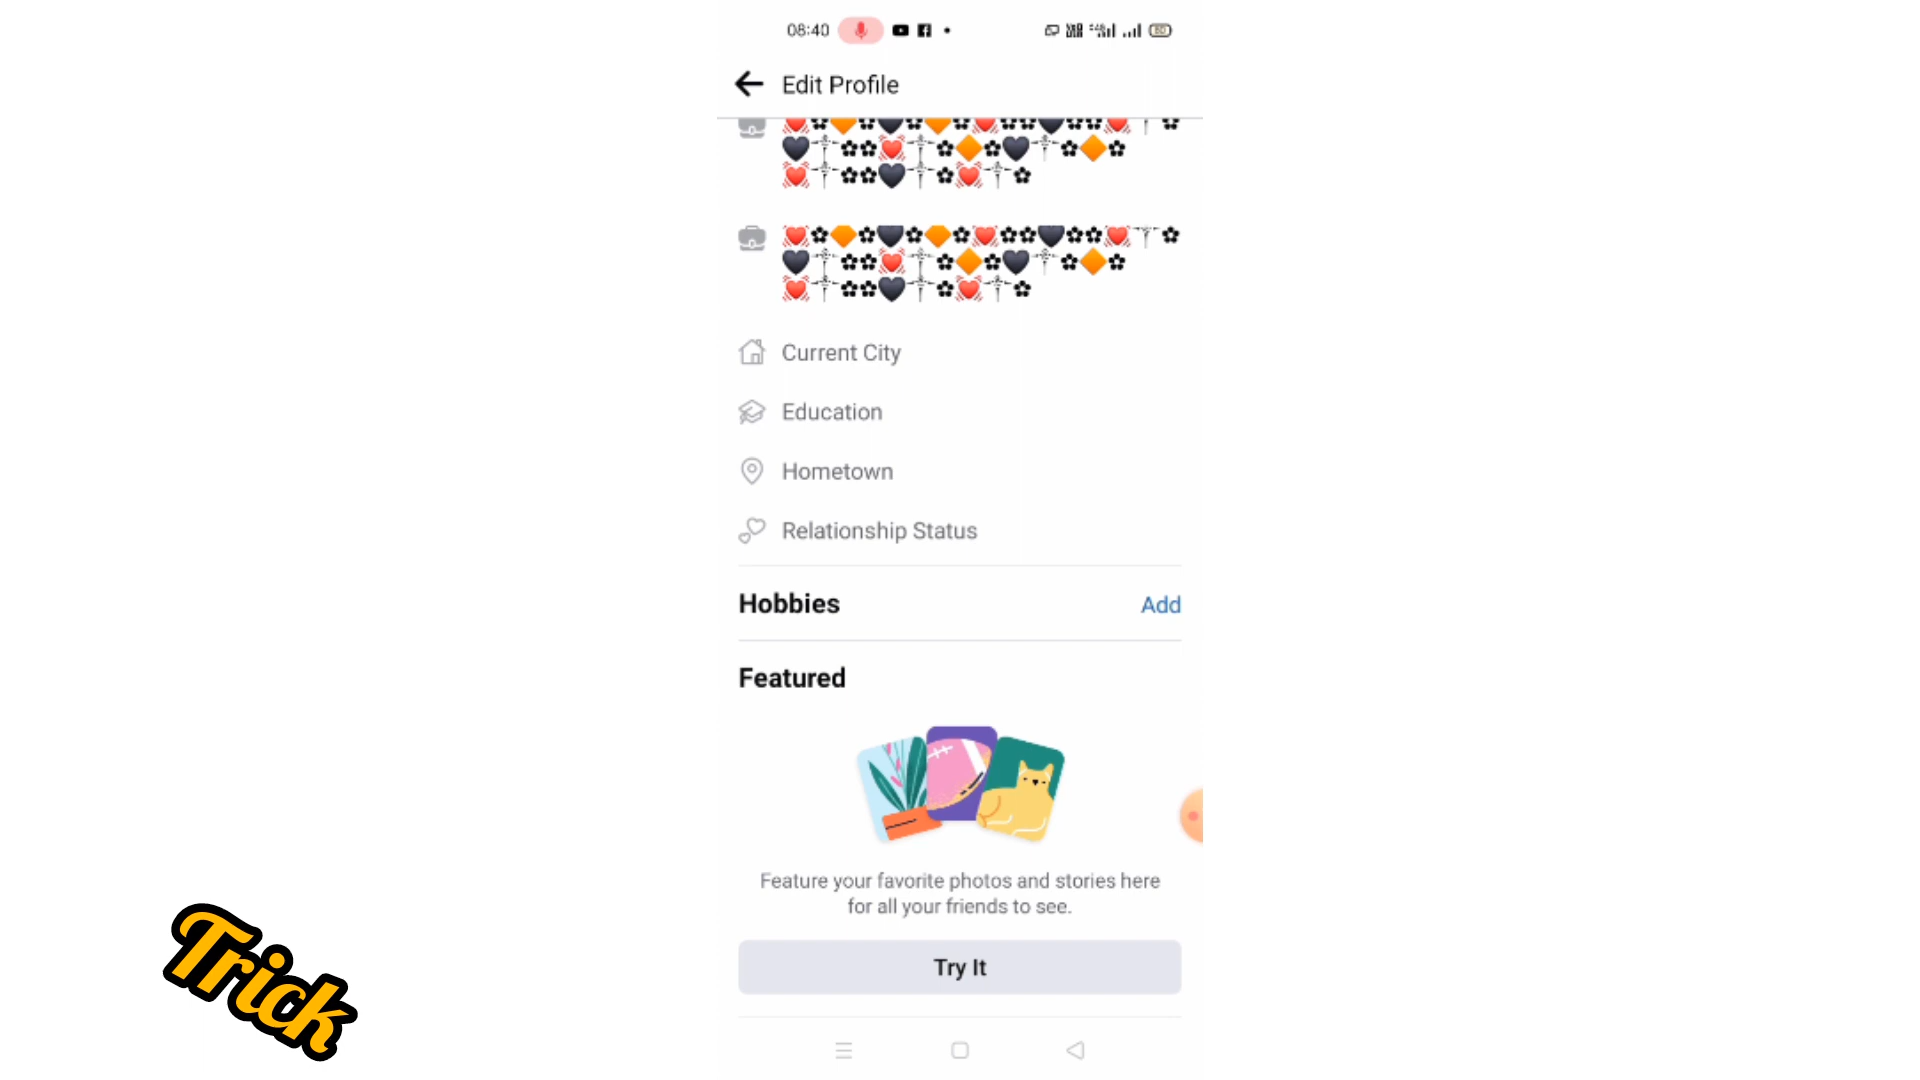 08:40
Edit Profile
💓✿🔶✿🖤✿🔶✿💓✿✿🖤✿✿💓⸸✿
🖤⸸✿✿💓⸸✿🔶✿🖤⸸✿🔶✿
💓⸸✿✿🖤⸸✿💓⸸✿
💓✿🔶✿🖤✿🔶✿💓✿✿🖤✿✿💓⸸✿
🖤⸸✿✿💓⸸✿🔶✿🖤⸸✿🔶✿
💓⸸✿✿🖤⸸✿💓⸸✿
Current City
Education
Hometown
Relationship Status
Hobbies
Add
Featured
Feature your favorite photos and stories here
for all your friends to see.
Try It
Trick